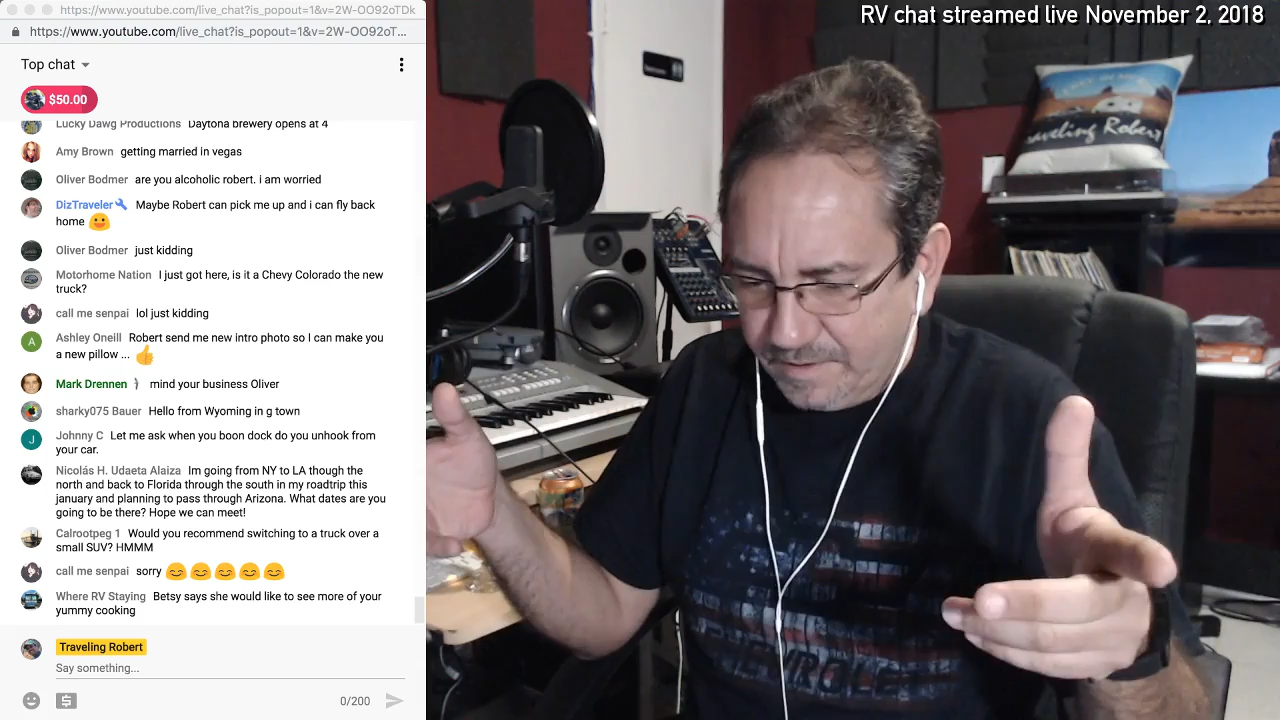 https://www.youtube.com/live_chat?is_popout=1&v=2W-OO92oTDk
RV chat streamed live November 2, 2018
https://www.youtube.com/live_chat?is_popout=1&v=2W-OO92oT...
Top chat
$50.00
Lucky Dawg Productions Daytona brewery opens at 4
Amy Brown getting married in vegas
Oliver Bodmer are you alcoholic robert. i am worried
DizTraveler Maybe Robert can pick me up and i can fly back
home
Oliver Bodmer just kidding
Motorhome Nation I just got here, is it a Chevy Colorado the new
truck?
call me senpai lol just kidding
A
Ashley Oneill Robert send me new intro photo so I can make you
a new pillow ...
Mark Drennen mind your business Oliver
sharky075 Bauer Hello from Wyoming in g town
J
Johnny C Let me ask when you boon dock do you unhook from
your car.
Nicolás H. Udaeta Alaiza Im going from NY to LA though the
north and back to Florida through the south in my roadtrip this
january and planning to pass through Arizona. What dates are you
going to be there? Hope we can meet!
Calrootpeg 1 Would you recommend switching to a truck over a
small SUV? HMMM
call me senpai sorry
Where RV Staying Betsy says she would like to see more of your
yummy cooking
Traveling Robert
Say something...
0/200
raveling Robert
CHEVROLE